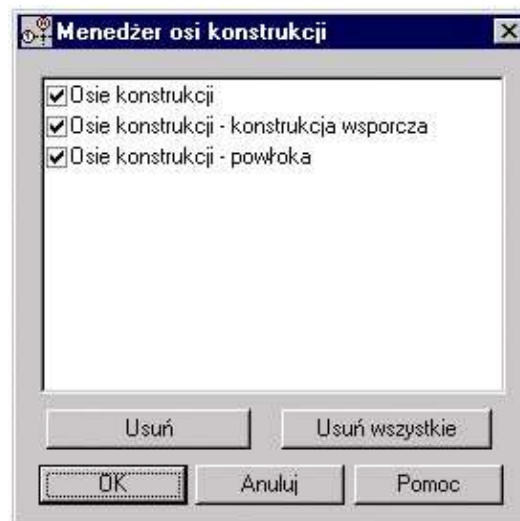 Menedżer osi konstrukcji
Osie konstrukcji
Osie konstrukcji - konstrukcja wsporcza
Osie konstrukcji - powłoka
Usuń
Usuń wszystkie
OK
Anuluj
Pomoc